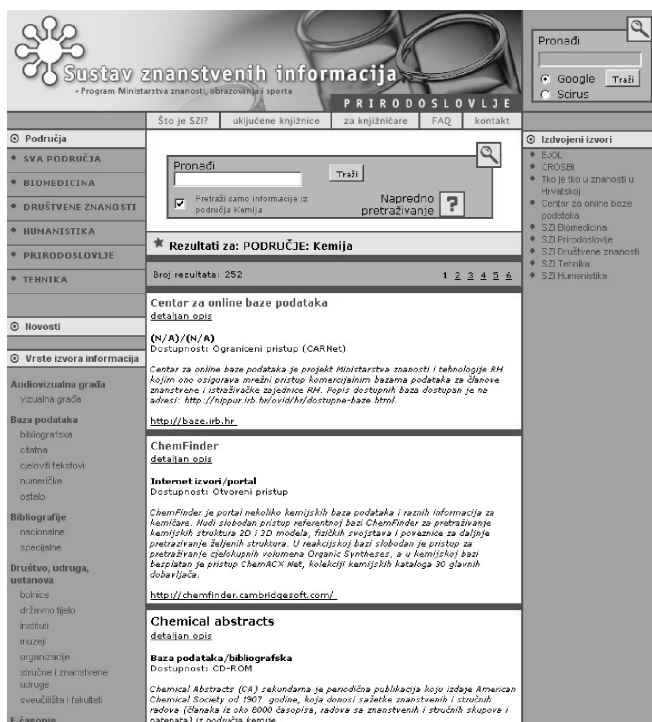 Sustav znanstvenih informacija
- Program Ministarstva znanosti, obrazovanja i sporta
PRIRODOSLOVLJE
Pronađi
Google
Traži
Scirus
Što je SZI?
uključene knjižnice
za knjižničare
FAQ
kontakt
Područja
SVA PODRUČJA
BIOMEDICINA
DRUŠTVENE ZNANOSTI
HUMANISTIKA
PRIRODOSLOVLJE
TEHNIKA
Novosti
Vrste izvora informacija
Audiovizualna građa
vizualna građa
Baza podataka
bibliografska
citatna
cjeloviti tekstovi
numeričke
ostalo
Bibliografije
nacionalne
specijalne
Društvo, udruga,
ustanova
bolnice
državno tijelo
instituti
muzeji
organizacije
stručne i znanstvene
udruge
sveučilišta i fakulteti
E-časopis
Pronađi
Traži
Pretraži samo informacije iz
područja Kemija
Napredno
pretraživanje
?
Rezultati za: PODRUČJE: Kemija
Broj rezultata: 252
1 2 3 4 5 6
Centar za online baze podataka
detaljan opis
(N/A)/(N/A)
Dostupnost: Ograniceni pristup (CARNet)
Centar za online baze podataka je projekt Ministarstva znanosti i tehnologije RH
kojim ono osigurava mrežni pristup komercijalnim bazama podataka za članove
znanstvene i istraživačke zajednice RH. Popis dostupnih baza dostupan je na
adresi: http://nippur.irb.hr/ovid/hr/dostupne-baze.html.
http://baze.irb.hr
ChemFinder
detaljan opis
Internet izvori/portal
Dostupnost: Otvoreni pristup
ChemFinder je portal nekoliko kemijskih baza podataka i raznih informacija za
kemičare. Nudi slobodan pristup referentnoj bazi ChemFinder za pretraživanje
kemijskih struktura 2D i 3D modela, fizičkih svojstava i poveznice za daljnje
pretrazivanje željenih struktura. U reakcijskoj bazi slobodan je pristup za
pretraživanje cjelokupnih volumena Organic Syntheses, a u kemijskoj bazi
besplatan je pristup ChemACX Net, kolekciji kemijskih kataloga 30 glavnih
dobavljača.
http://chemfinder.cambridgesoft.com/
Chemical abstracts
detaljan opis
Baza podataka/bibliografska
Dostupnost: CD-ROM
Chemical Abstracts (CA) sekundarna je periodična publikacija koju izdaje American
Chemical Society od 1907. godine, koja donosi sažetke znanstvenih i stručnih
radova (članaka iz oko 8000 časopisa, radova sa znanstvenih i stručnih skupova i
patenata) iz područja kemije.
Izdvojeni izvori
EJOL
CROSBI
Tko je tko u znanosti u
Hrvatskoj
Centar za online baze
podataka
SZI Biomedicina
SZI Prirodoslovlje
SZI Društvene znanosti
SZI Tehnika
SZI Humanistika